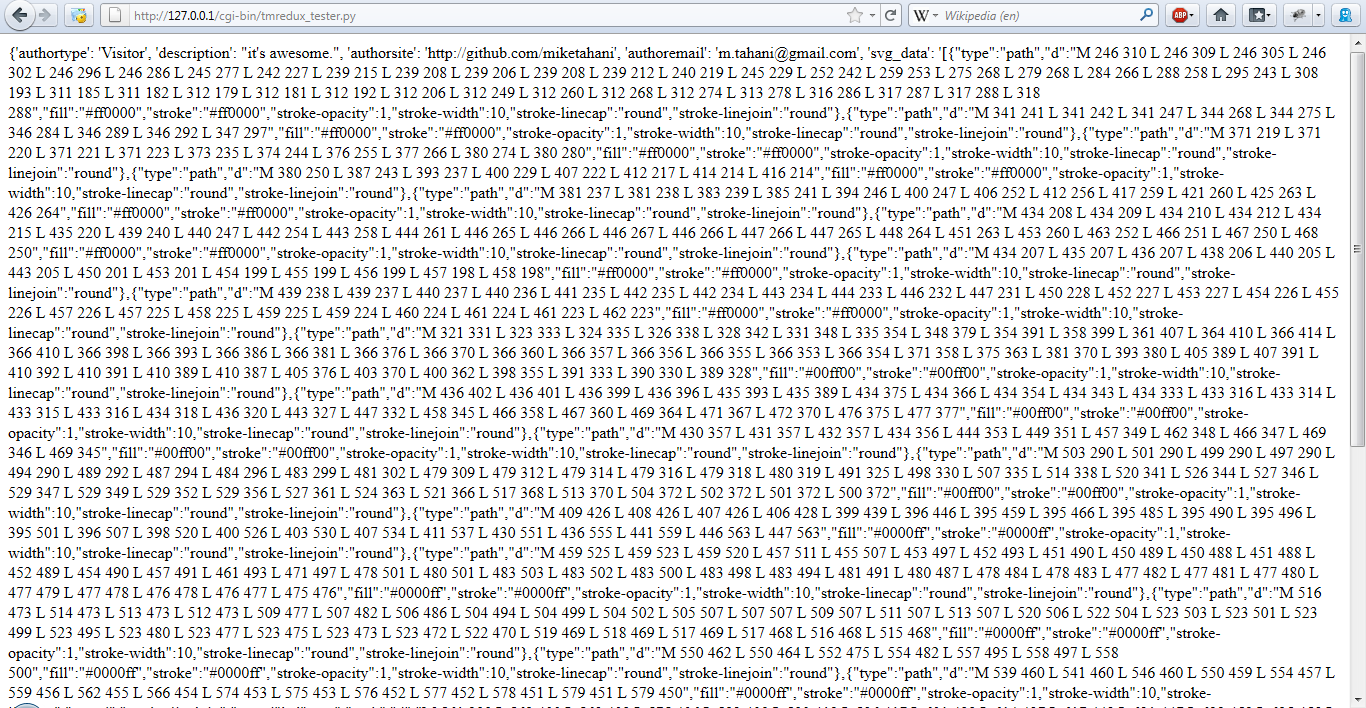 http://127.0.0.1/cgi-bin/tmredux_tester.py
Wikipedia (en)
ABP
{'authortype': 'Visitor', 'description': "it's awesome.", 'authorsite': 'http://github.com/miketahani', 'authoremail': 'm.tahani@gmail.com', 'svg_data': '[{"type":"path","d":"M 246 310 L 246 309 L 246 305 L 246
302 L 246 296 L 246 286 L 245 277 L 242 227 L 239 215 L 239 208 L 239 206 L 239 208 L 239 212 L 240 219 L 245 229 L 252 242 L 259 253 L 275 268 L 279 268 L 284 266 L 288 258 L 295 243 L 308
193 L 311 185 L 311 182 L 312 179 L 312 181 L 312 192 L 312 206 L 312 249 L 312 260 L 312 268 L 312 274 L 313 278 L 316 286 L 317 287 L 317 288 L 318
288","fill":"#ff0000","stroke":"#ff0000","stroke-opacity":1,"stroke-width":10,"stroke-linecap":"round","stroke-linejoin":"round"},{"type":"path","d":"M 341 241 L 341 242 L 341 247 L 344 268 L 344 275 L
346 284 L 346 289 L 346 292 L 347 297","fill":"#ff0000","stroke":"#ff0000","stroke-opacity":1,"stroke-width":10,"stroke-linecap":"round","stroke-linejoin":"round"},{"type":"path","d":"M 371 219 L 371
220 L 371 221 L 371 223 L 373 235 L 374 244 L 376 255 L 377 266 L 380 274 L 380 280","fill":"#ff0000","stroke":"#ff0000","stroke-opacity":1,"stroke-width":10,"stroke-linecap":"round","stroke-
linejoin":"round"},{"type":"path","d":"M 380 250 L 387 243 L 393 237 L 400 229 L 407 222 L 412 217 L 414 214 L 416 214","fill":"#ff0000","stroke":"#ff0000","stroke-opacity":1,"stroke-
width":10,"stroke-linecap":"round","stroke-linejoin":"round"},{"type":"path","d":"M 381 237 L 381 238 L 383 239 L 385 241 L 394 246 L 400 247 L 406 252 L 412 256 L 417 259 L 421 260 L 425 263 L
426 264","fill":"#ff0000","stroke":"#ff0000","stroke-opacity":1,"stroke-width":10,"stroke-linecap":"round","stroke-linejoin":"round"},{"type":"path","d":"M 434 208 L 434 209 L 434 210 L 434 212 L 434
215 L 435 220 L 439 240 L 440 247 L 442 254 L 443 258 L 444 261 L 446 265 L 446 266 L 446 267 L 446 266 L 447 266 L 447 265 L 448 264 L 451 263 L 453 260 L 463 252 L 466 251 L 467 250 L 468
250","fill":"#ff0000","stroke":"#ff0000","stroke-opacity":1,"stroke-width":10,"stroke-linecap":"round","stroke-linejoin":"round"},{"type":"path","d":"M 434 207 L 435 207 L 436 207 L 438 206 L 440 205 L
443 205 L 450 201 L 453 201 L 454 199 L 455 199 L 456 199 L 457 198 L 458 198","fill":"#ff0000","stroke":"#ff0000","stroke-opacity":1,"stroke-width":10,"stroke-linecap":"round","stroke-
linejoin":"round"},{"type":"path","d":"M 439 238 L 439 237 L 440 237 L 440 236 L 441 235 L 442 235 L 442 234 L 443 234 L 444 233 L 446 232 L 447 231 L 450 228 L 452 227 L 453 227 L 454 226 L 455
226 L 457 226 L 457 225 L 458 225 L 459 225 L 459 224 L 460 224 L 461 224 L 461 223 L 462 223","fill":"#ff0000","stroke":"#ff0000","stroke-opacity":1,"stroke-width":10,"stroke-
linecap":"round","stroke-linejoin":"round"},{"type":"path","d":"M 321 331 L 323 333 L 324 335 L 326 338 L 328 342 L 331 348 L 335 354 L 348 379 L 354 391 L 358 399 L 361 407 L 364 410 L 366 414 L
366 410 L 366 398 L 366 393 L 366 386 L 366 381 L 366 376 L 366 370 L 366 360 L 366 357 L 366 356 L 366 355 L 366 353 L 366 354 L 371 358 L 375 363 L 381 370 L 393 380 L 405 389 L 407 391 L
410 392 L 410 391 L 410 389 L 410 387 L 405 376 L 403 370 L 400 362 L 398 355 L 391 333 L 390 330 L 389 328","fill":"#00ff00","stroke":"#00ff00","stroke-opacity":1,"stroke-width":10,"stroke-
linecap":"round","stroke-linejoin":"round"},{"type":"path","d":"M 436 402 L 436 401 L 436 399 L 436 396 L 435 393 L 435 389 L 434 375 L 434 366 L 434 354 L 434 343 L 434 333 L 433 316 L 433 314 L
433 315 L 433 316 L 434 318 L 436 320 L 443 327 L 447 332 L 458 345 L 466 358 L 467 360 L 469 364 L 471 367 L 472 370 L 476 375 L 477 377","fill":"#00ff00","stroke":"#00ff00","stroke-
opacity":1,"stroke-width":10,"stroke-linecap":"round","stroke-linejoin":"round"},{"type":"path","d":"M 430 357 L 431 357 L 432 357 L 434 356 L 444 353 L 449 351 L 457 349 L 462 348 L 466 347 L 469
346 L 469 345","fill":"#00ff00","stroke":"#00ff00","stroke-opacity":1,"stroke-width":10,"stroke-linecap":"round","stroke-linejoin":"round"},{"type":"path","d":"M 503 290 L 501 290 L 499 290 L 497 290 L
494 290 L 489 292 L 487 294 L 484 296 L 483 299 L 481 302 L 479 309 L 479 312 L 479 314 L 479 316 L 479 318 L 480 319 L 491 325 L 498 330 L 507 335 L 514 338 L 520 341 L 526 344 L 527 346 L
529 347 L 529 349 L 529 352 L 529 356 L 527 361 L 524 363 L 521 366 L 517 368 L 513 370 L 504 372 L 502 372 L 501 372 L 500 372","fill":"#00ff00","stroke":"#00ff00","stroke-opacity":1,"stroke-
width":10,"stroke-linecap":"round","stroke-linejoin":"round"},{"type":"path","d":"M 409 426 L 408 426 L 407 426 L 406 428 L 399 439 L 396 446 L 395 459 L 395 466 L 395 485 L 395 490 L 395 496 L
395 501 L 396 507 L 398 520 L 400 526 L 403 530 L 407 534 L 411 537 L 430 551 L 436 555 L 441 559 L 446 563 L 447 563","fill":"#0000ff","stroke":"#0000ff","stroke-opacity":1,"stroke-
width":10,"stroke-linecap":"round","stroke-linejoin":"round"},{"type":"path","d":"M 459 525 L 459 523 L 459 520 L 457 511 L 455 507 L 453 497 L 452 493 L 451 490 L 450 489 L 450 488 L 451 488 L
452 489 L 454 490 L 457 491 L 461 493 L 471 497 L 478 501 L 480 501 L 483 503 L 483 502 L 483 500 L 483 498 L 483 494 L 481 491 L 480 487 L 478 484 L 478 483 L 477 482 L 477 481 L 477 480 L
477 479 L 477 478 L 476 478 L 476 477 L 475 476","fill":"#0000ff","stroke":"#0000ff","stroke-opacity":1,"stroke-width":10,"stroke-linecap":"round","stroke-linejoin":"round"},{"type":"path","d":"M 516
473 L 514 473 L 513 473 L 512 473 L 509 477 L 507 482 L 506 486 L 504 494 L 504 499 L 504 502 L 505 507 L 507 507 L 509 507 L 511 507 L 513 507 L 520 506 L 522 504 L 523 503 L 523 501 L 523
499 L 523 495 L 523 480 L 523 477 L 523 475 L 523 473 L 523 472 L 522 470 L 519 469 L 518 469 L 517 469 L 517 468 L 516 468 L 515 468","fill":"#0000ff","stroke":"#0000ff","stroke-
opacity":1,"stroke-width":10,"stroke-linecap":"round","stroke-linejoin":"round"},{"type":"path","d":"M 550 462 L 550 464 L 552 475 L 554 482 L 557 495 L 558 497 L 558
500","fill":"#0000ff","stroke":"#0000ff","stroke-opacity":1,"stroke-width":10,"stroke-linecap":"round","stroke-linejoin":"round"},{"type":"path","d":"M 539 460 L 541 460 L 546 460 L 550 459 L 554 457 L
559 456 L 562 455 L 566 454 L 574 453 L 575 453 L 576 452 L 577 452 L 578 451 L 579 451 L 579 450","fill":"#0000ff","stroke":"#0000ff","stroke-opacity":1,"stroke-width":10,"stroke-